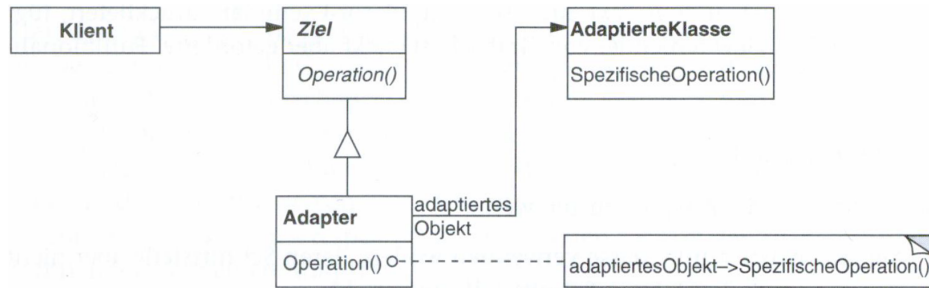 Klient
Ziel
AdaptierteKlasse
Operation()
SpezifischeOperation()
Adapter
adaptiertes
Objekt
Operation()
adaptiertesObjekt–>SpezifischeOperation()